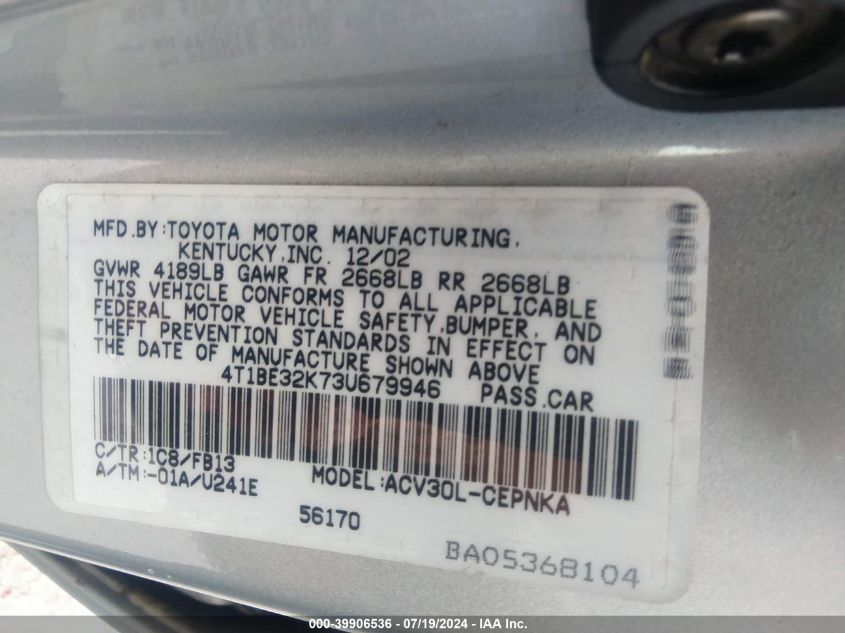 MFD.BY:TOYOTA MOTOR MANUFACTURING,
KENTUCKY,INC. 12/02
GVWR 4189LB GAWR FR 2668LB RR 2668LB
THIS VEHICLE CONFORMS TO ALL APPLICABLE
FEDERAL MOTOR VEHICLE SAFETY,BUMPER, AND
THEFT PREVENTION STANDARDS IN EFFECT ON
THE DATE OF MANUFACTURE SHOWN ABOVE
4T1BE32K73U679946 PASS.CAR
C/TR:1C8/FB13
A/TM:-01A/U241E MODEL:ACV30L-CEPNKA
56170
BA05368104
000-39906536 - 07/19/2024 - IAA Inc.